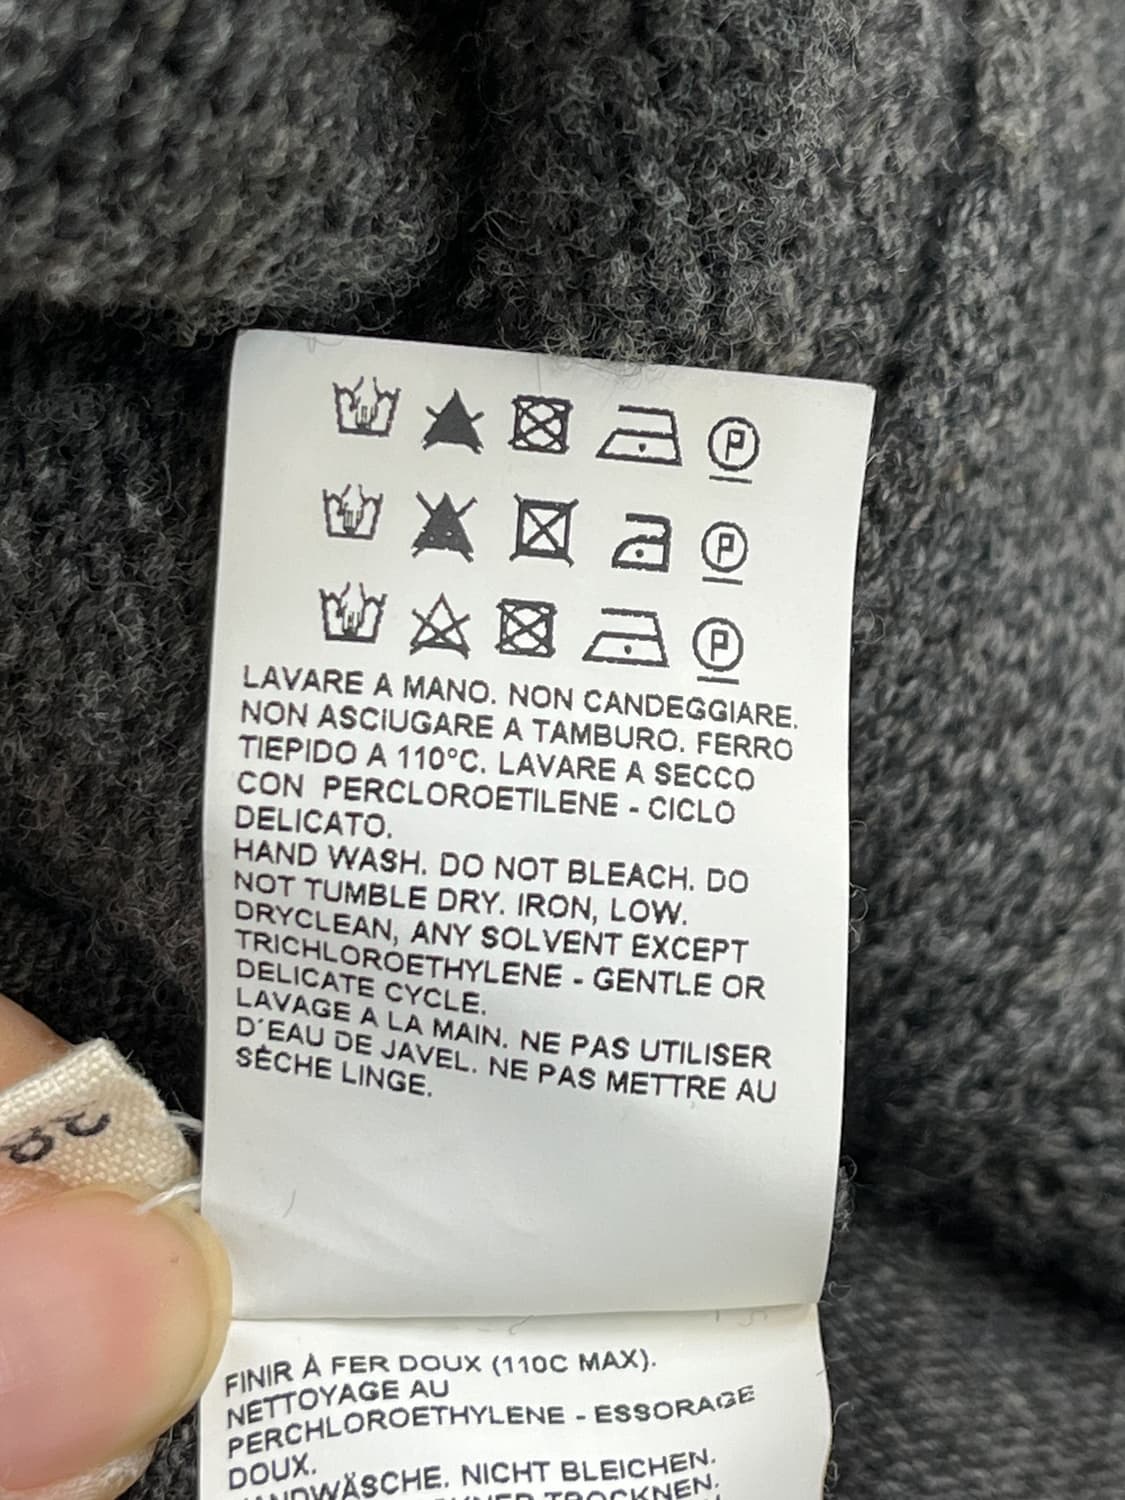 P
P
P
LAVARE A MANO. NON CANDEGGIARE.
NON ASCIUGARE A TAMBURO. FERRO
TIEPIDO A 110°C. LAVARE A SECCO
CON PERCLOROETILENE - CICLO
DELICATO.
HAND WASH. DO NOT BLEACH. DO
NOT TUMBLE DRY. IRON, LOW.
DRYCLEAN, ANY SOLVENT EXCEPT
TRICHLOROETHYLENE - GENTLE OR
DELICATE CYCLE.
LAVAGE A LA MAIN. NE PAS UTILISER
D'EAU DE JAVEL. NE PAS METTRE AU
SÈCHE LINGE.
FINIR À FER DOUX (110C MAX).
NETTOYAGE AU
PERCHLOROETHYLENE - ESSORAGE
DOUX.
HANDWÄSCHE. NICHT BLEICHEN.
TROCKNEN.